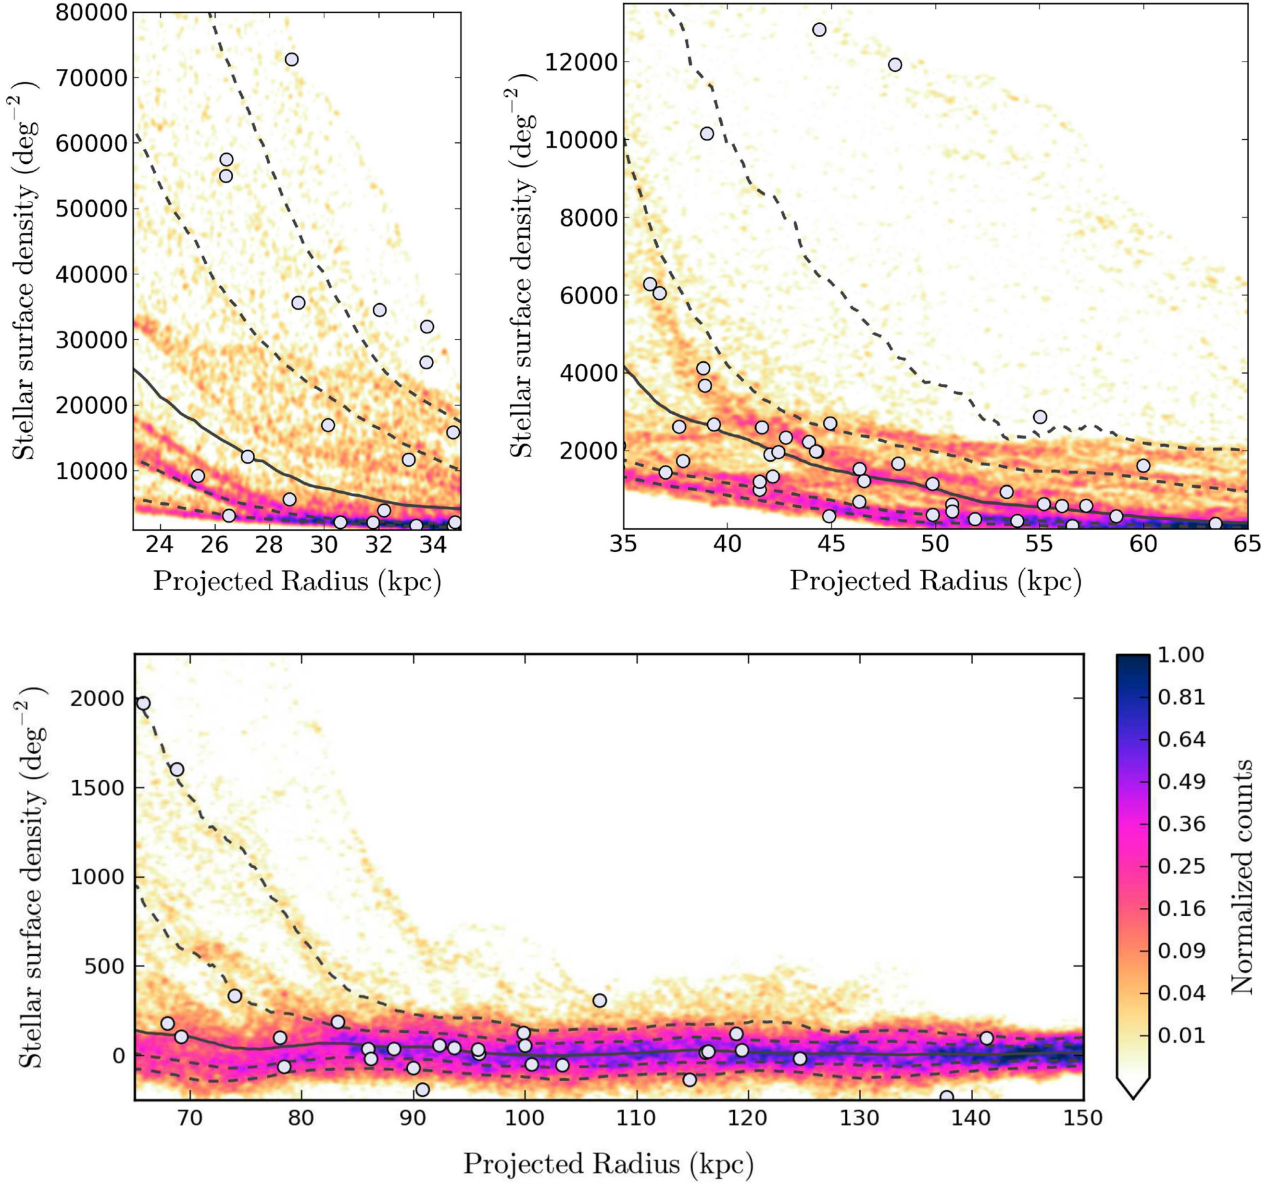 80000
70000
60000
50000
40000
30000
20000
10000
24 26 28 30 32 34
Projected Radius (kpc)
Stellar surface density (deg⁻²)
12000
10000
8000
6000
4000
2000
35 40 45 50 55 60 65
Projected Radius (kpc)
Stellar surface density (deg⁻²)
2000
1500
1000
500
0
70 80 90 100 110 120 130 140 150
Projected Radius (kpc)
Stellar surface density (deg⁻²)
1.00
0.81
0.64
0.49
0.36
0.25
0.16
0.09
0.04
0.01
Normalized counts